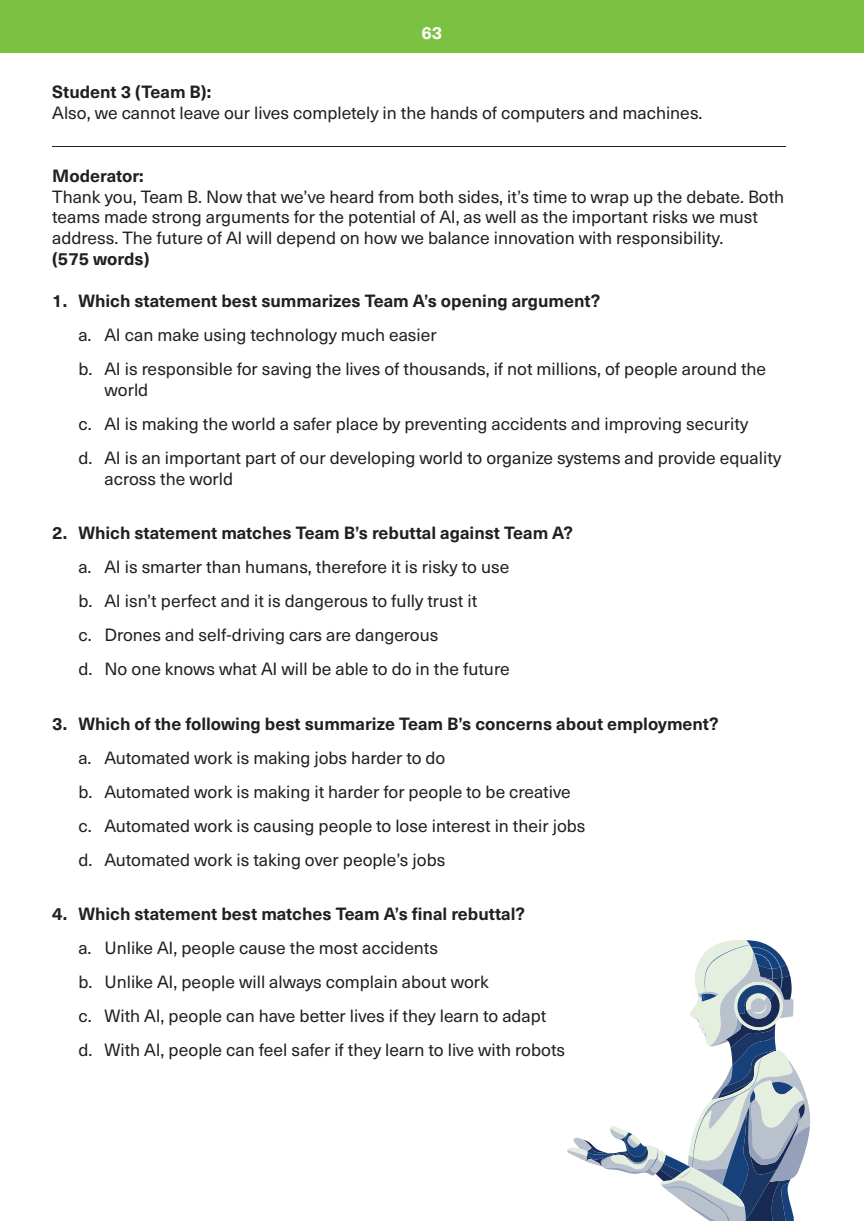 63
Student 3 (Team B):
Also, we cannot leave our lives completely in the hands of computers and machines.
Moderator:
Thank you, Team B. Now that we’ve heard from both sides, it’s time to wrap up the debate. Both
teams made strong arguments for the potential of AI, as well as the important risks we must
address. The future of AI will depend on how we balance innovation with responsibility.
(575 words)
1. Which statement best summarizes Team A’s opening argument?
a. AI can make using technology much easier
b. AI is responsible for saving the lives of thousands, if not millions, of people around the
world
c. AI is making the world a safer place by preventing accidents and improving security
d. AI is an important part of our developing world to organize systems and provide equality
across the world
2. Which statement matches Team B’s rebuttal against Team A?
a. AI is smarter than humans, therefore it is risky to use
b. AI isn’t perfect and it is dangerous to fully trust it
c. Drones and self-driving cars are dangerous
d. No one knows what AI will be able to do in the future
3. Which of the following best summarize Team B’s concerns about employment?
a. Automated work is making jobs harder to do
b. Automated work is making it harder for people to be creative
c. Automated work is causing people to lose interest in their jobs
d. Automated work is taking over people’s jobs
4. Which statement best matches Team A’s final rebuttal?
a. Unlike AI, people cause the most accidents
b. Unlike AI, people will always complain about work
c. With AI, people can have better lives if they learn to adapt
d. With AI, people can feel safer if they learn to live with robots